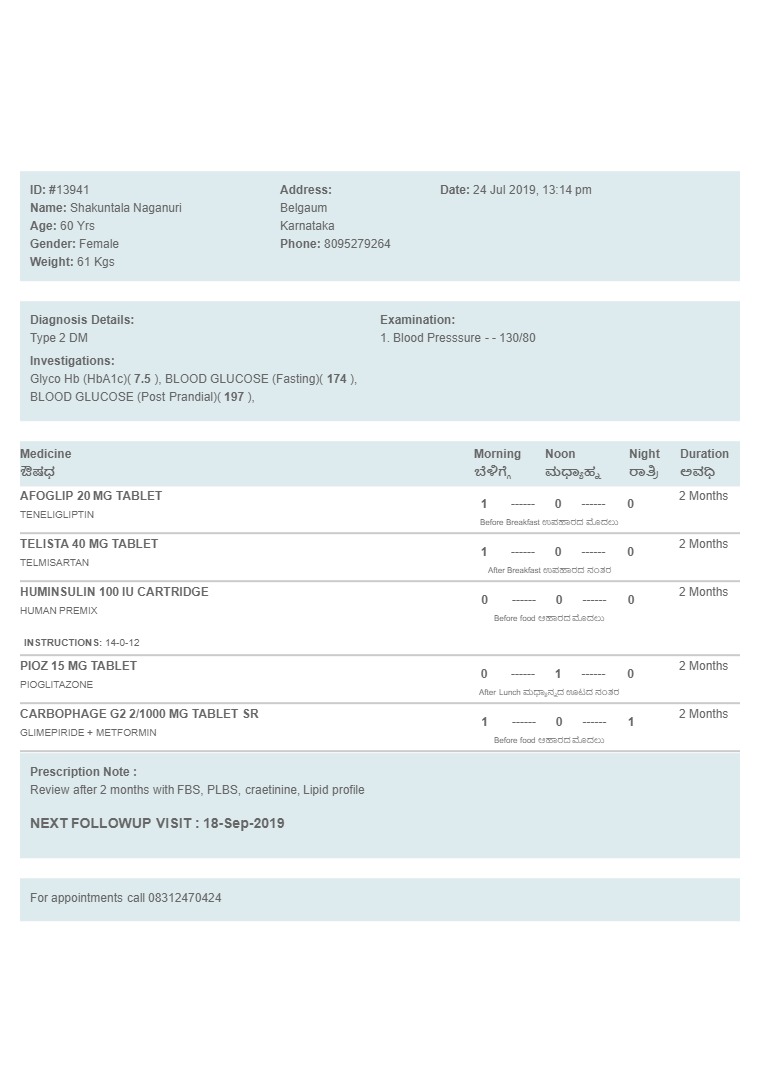 ID: #13941
Name: Shakuntala Naganuri
Age: 60 Yrs
Gender: Female
Weight: 61 Kgs
Address:
Belgaum
Karnataka
Phone: 8095279264
Date: 24 Jul 2019, 13:14 pm
Diagnosis Details:
Type 2 DM
Examination:
1. Blood Presssure - - 130/80
Investigations:
Glyco Hb (HbA1c)( 7.5 ), BLOOD GLUCOSE (Fasting)( 174 ),
BLOOD GLUCOSE (Post Prandial)( 197 ),
Medicine Morning Noon Night Duration
ಔಷಧ ಬೆಳಿಗ್ಗೆ ಮಧ್ಯಾಹ್ನ ರಾತ್ರಿ ಅವಧಿ
AFOGLIP 20 MG TABLET 1 ------ 0 ------ 0 2 Months
TENELIGLIPTIN Before Breakfast ಉಪಹಾರದ ಮೊದಲು
TELISTA 40 MG TABLET 1 ------ 0 ------ 0 2 Months
TELMISARTAN After Breakfast ಉಪಹಾರದ ನಂತರ
HUMINSULIN 100 IU CARTRIDGE 0 ------ 0 ------ 0 2 Months
HUMAN PREMIX Before food ಆಹಾರದ ಮೊದಲು
INSTRUCTIONS: 14-0-12
PIOZ 15 MG TABLET 0 ------ 1 ------ 0 2 Months
PIOGLITAZONE After Lunch ಮಧ್ಯಾನ್ನದ ಊಟದ ನಂತರ
CARBOPHAGE G2 2/1000 MG TABLET SR 1 ------ 0 ------ 1 2 Months
GLIMEPIRIDE + METFORMIN Before food ಆಹಾರದ ಮೊದಲು
Prescription Note :
Review after 2 months with FBS, PLBS, craetinine, Lipid profile
NEXT FOLLOWUP VISIT : 18-Sep-2019
For appointments call 08312470424